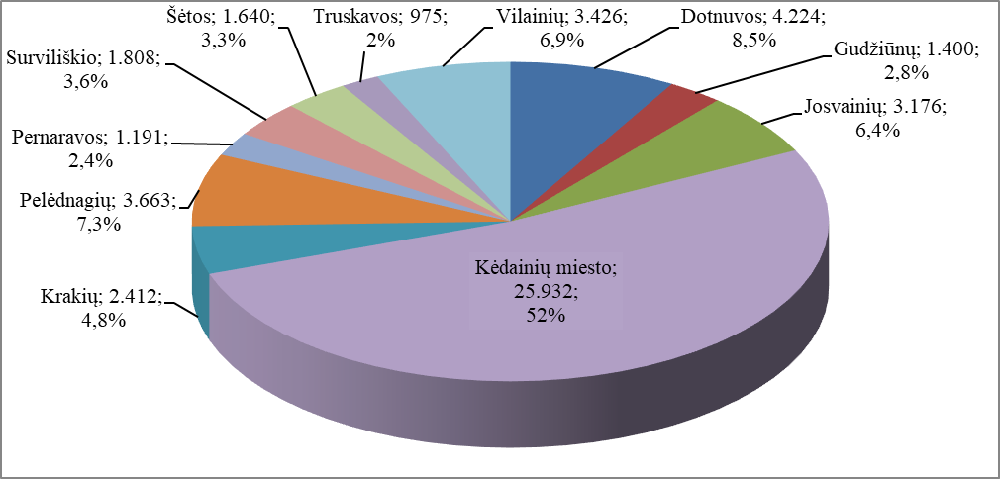 Šėtos; 1.640;
3,3%
Truskavos; 975;
2%
Vilainių; 3.426;
6,9%
Dotnuvos; 4.224;
8,5%
Gudžiūnų; 1.400;
2,8%
Josvainių; 3.176;
6,4%
Surviliškio; 1.808;
3,6%
Pernaravos; 1.191;
2,4%
Pelėdnagių; 3.663;
7,3%
Krakių; 2.412;
4,8%
Kėdainių miesto;
25.932;
52%